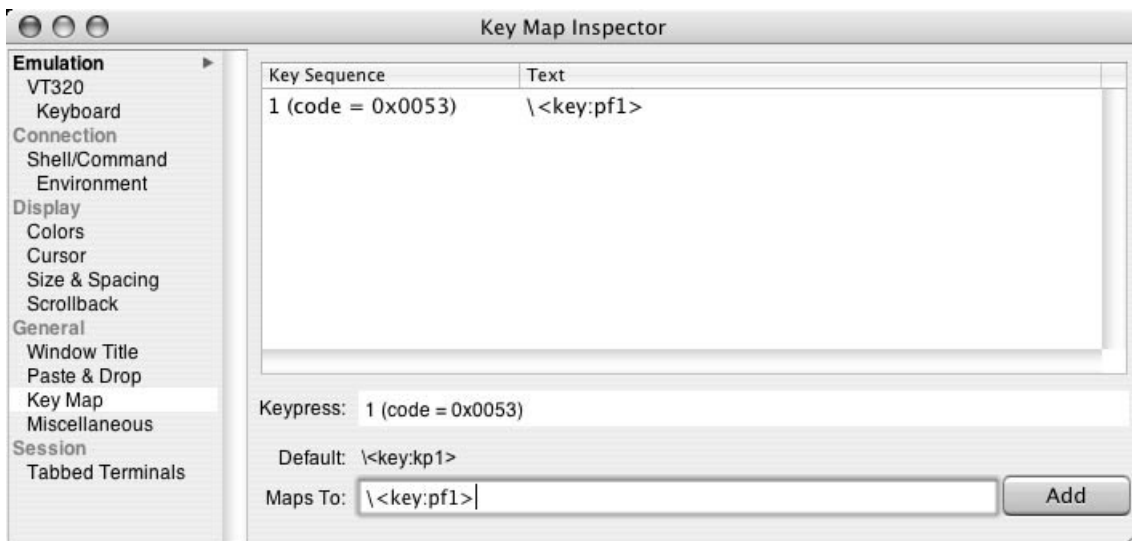 Key Map Inspector
Emulation
VT320
Keyboard
Connection
Shell/Command
Environment
Display
Colors
Cursor
Size & Spacing
Scrollback
General
Window Title
Paste & Drop
Key Map
Miscellaneous
Session
Tabbed Terminals
Key Sequence Text
1 (code = 0x0053) \<key:pf1>
Keypress: 1 (code = 0x0053)
Default: \<key:kp1>
Maps To: \<key:pf1> Add